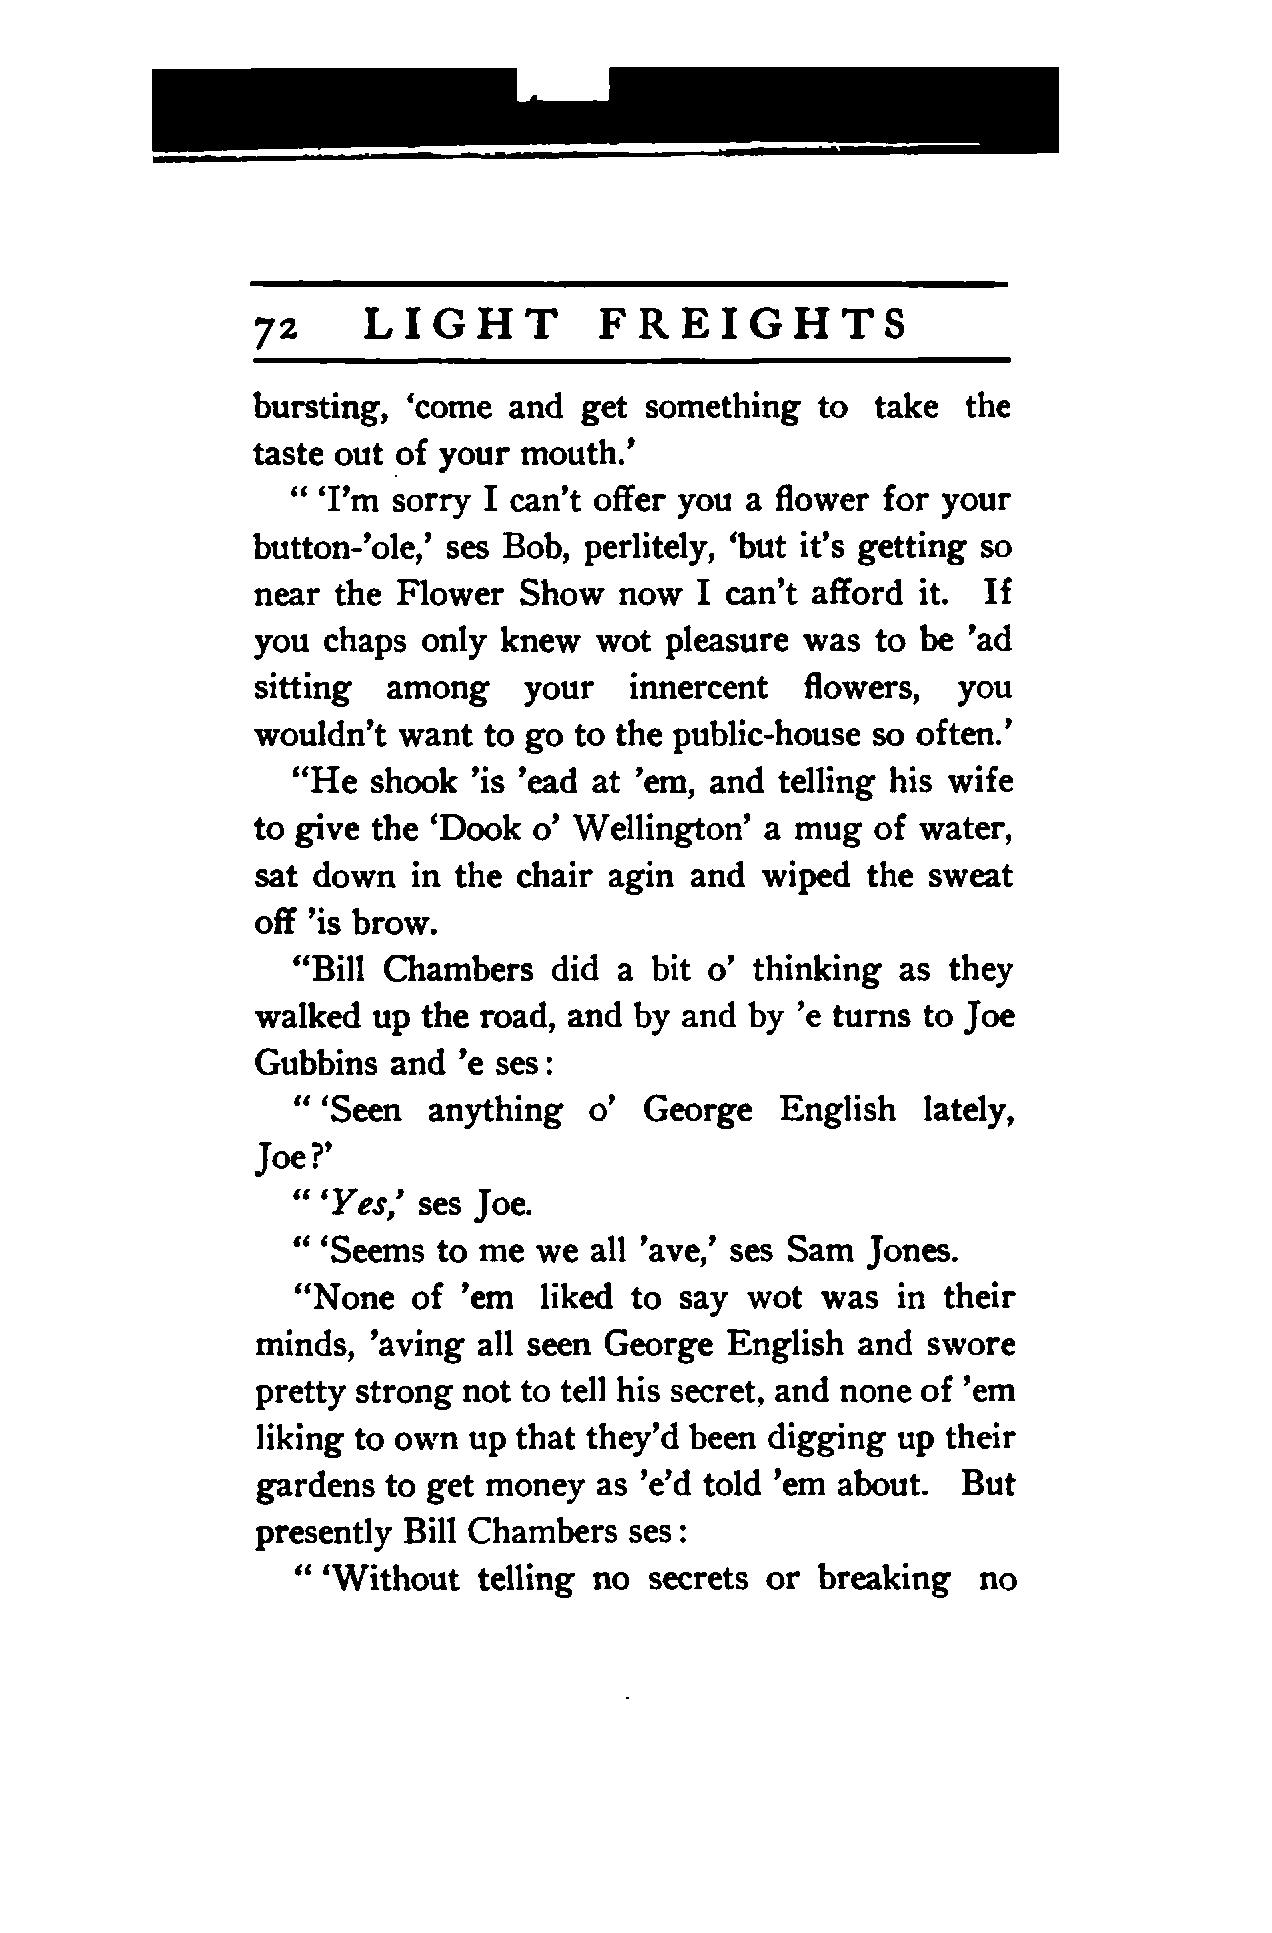 72 LIGHT FREIGHTS
bursting, ‘come and get something to take the
taste out of your mouth.’
“ ‘I’m sorry I can’t offer you a flower for your
button-’ole,’ ses Bob, perlitely, ‘but it’s getting so
near the Flower Show now I can’t afford it. If
you chaps only knew wot pleasure was to be ’ad
sitting among your innercent flowers, you
wouldn’t want to go to the public-house so often.’
“He shook ’is ’ead at ’em, and telling his wife
to give the ‘Dook o’ Wellington’ a mug of water,
sat down in the chair agin and wiped the sweat
off ’is brow.
“Bill Chambers did a bit o’ thinking as they
walked up the road, and by and by ’e turns to Joe
Gubbins and ’e ses:
“ ‘Seen anything o’ George English lately,
Joe?’
“ ‘Yes,’ ses Joe.
“ ‘Seems to me we all ’ave,’ ses Sam Jones.
“None of ’em liked to say wot was in their
minds, ’aving all seen George English and swore
pretty strong not to tell his secret, and none of ’em
liking to own up that they’d been digging up their
gardens to get money as ’e’d told ’em about. But
presently Bill Chambers ses:
“ ‘Without telling no secrets or breaking no